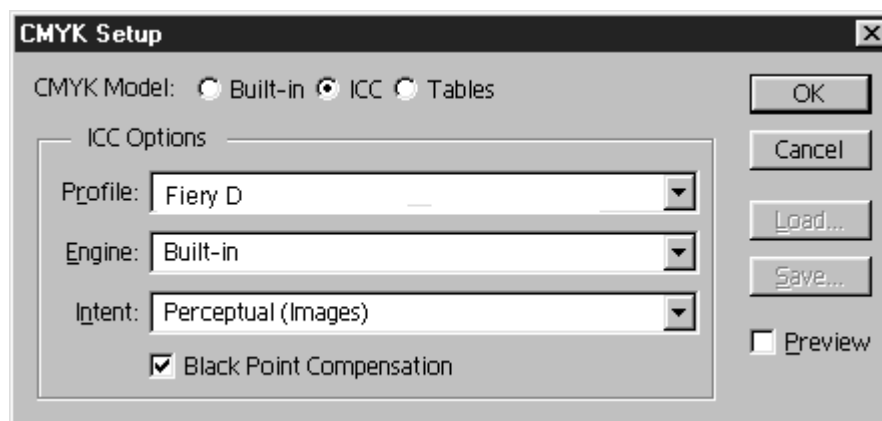 CMYK Setup
CMYK Model: Built-in ICC Tables
OK
ICC Options
Cancel
Profile: Fiery D
Load...
Engine: Built-in
Save...
Intent: Perceptual (Images)
Preview
Black Point Compensation